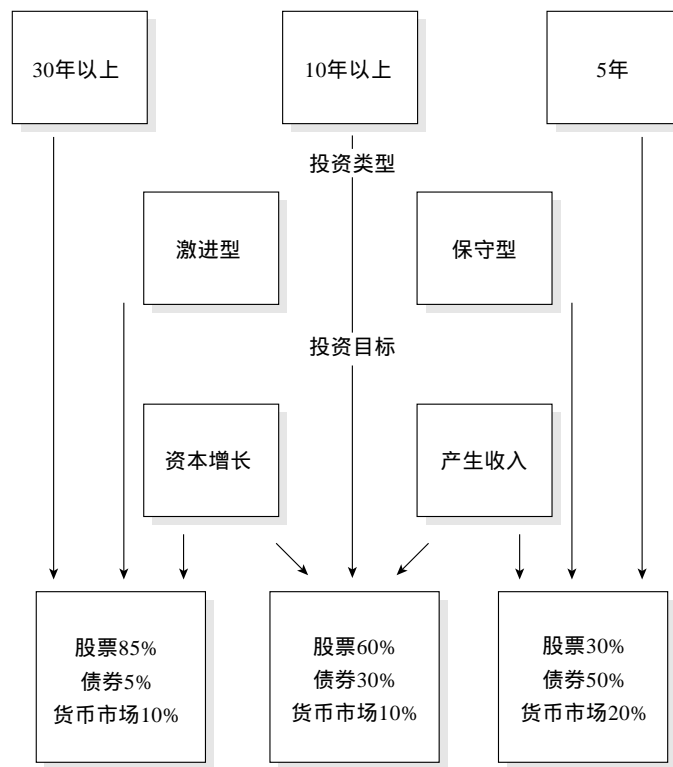 30年以上
10年以上
5年
投资类型
激进型
保守型
投资目标
资本增长
产生收入
股票85%
债券5%
货币市场10%
股票60%
债券30%
货币市场10%
股票30%
债券50%
货币市场20%